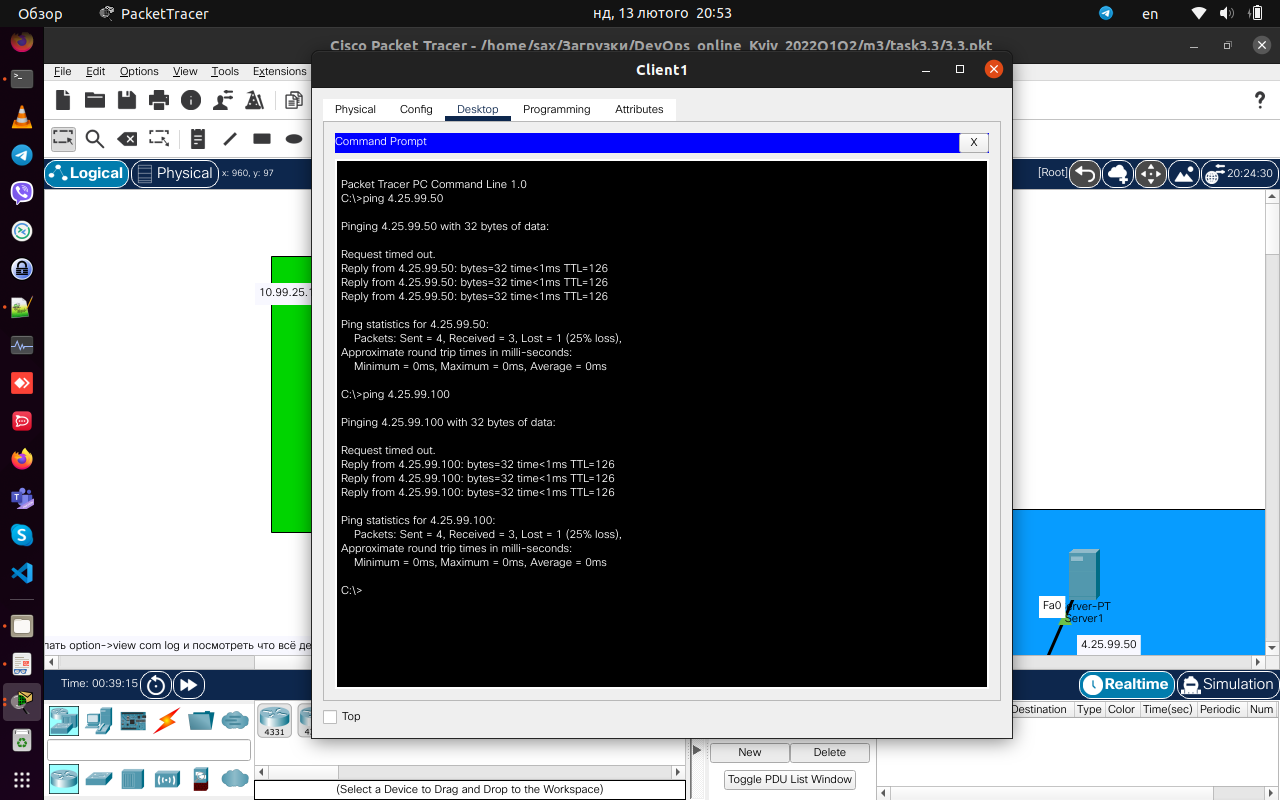 Обзор
PacketTracer
нд, 13 лютого 20:53
en
Cisco Packet Tracer - /home/sax/Загрузки/DevOps_online_Kyiv_2022Q1Q2/m3/task3.3/3.3.pkt
File Edit Options View Tools Extensions
Client1
Physical Config Desktop Programming Attributes
Command Prompt
X
Logical
Physical
x: 960, y: 97
[Root]
20:24:30
10.99.25.1
Packet Tracer PC Command Line 1.0
C:\>ping 4.25.99.50
Pinging 4.25.99.50 with 32 bytes of data:
Request timed out.
Reply from 4.25.99.50: bytes=32 time<1ms TTL=126
Reply from 4.25.99.50: bytes=32 time<1ms TTL=126
Reply from 4.25.99.50: bytes=32 time<1ms TTL=126
Ping statistics for 4.25.99.50:
Packets: Sent = 4, Received = 3, Lost = 1 (25% loss),
Approximate round trip times in milli-seconds:
Minimum = 0ms, Maximum = 0ms, Average = 0ms
C:\>ping 4.25.99.100
Pinging 4.25.99.100 with 32 bytes of data:
Request timed out.
Reply from 4.25.99.100: bytes=32 time<1ms TTL=126
Reply from 4.25.99.100: bytes=32 time<1ms TTL=126
Reply from 4.25.99.100: bytes=32 time<1ms TTL=126
Ping statistics for 4.25.99.100:
Packets: Sent = 4, Received = 3, Lost = 1 (25% loss),
Approximate round trip times in milli-seconds:
Minimum = 0ms, Maximum = 0ms, Average = 0ms
C:\>
Top
Fa0
erver-PT
Server1
4.25.99.50
лать option->view com log и посмотреть что всё де
Time: 00:39:15
Realtime
Simulation
4331
(Select a Device to Drag and Drop to the Workspace)
New
Delete
Toggle PDU List Window
Destination Type Color Time(sec) Periodic Num